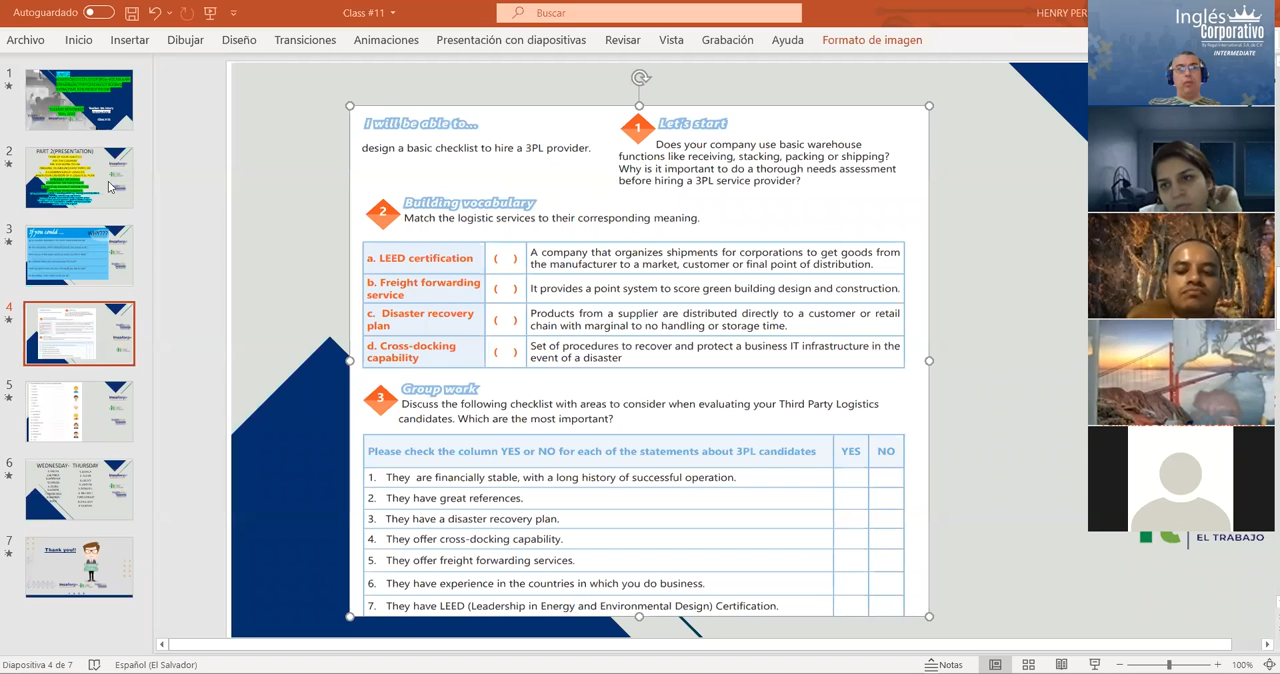 Autoguardado
Class #11
Buscar
HENRY PER
Archivo Inicio Insertar Dibujar Diseño Transiciones Animaciones Presentación con diapositivas Revisar Vista Grabación Ayuda Formato de imagen
Inglés
Corporativo
INTERMEDIATE
1
2
PART 2(PRESENTATION)
3
If you could ...
WHY???
4
5
6
WEDNESDAY- THURSDAY
7
Thank you!!
I will be able to...
design a basic checklist to hire a 3PL provider.
1 Let's start
Does your company use basic warehouse
functions like receiving, stacking, packing or shipping?
Why is it important to do a thorough needs assessment
before hiring a 3PL service provider?
2 Building vocabulary
Match the logistic services to their corresponding meaning.
a. LEED certification ( ) A company that organizes shipments for corporations to get goods from
the manufacturer to a market, customer or final point of distribution.
b. Freight forwarding
service ( ) It provides a point system to score green building design and construction.
c. Disaster recovery
plan ( ) Products from a supplier are distributed directly to a customer or retail
chain with marginal to no handling or storage time.
d. Cross-docking
capability ( ) Set of procedures to recover and protect a business IT infrastructure in the
event of a disaster
3 Group work
Discuss the following checklist with areas to consider when evaluating your Third Party Logistics
candidates. Which are the most important?
Please check the column YES or NO for each of the statements about 3PL candidates YES NO
1. They are financially stable, with a long history of successful operation.
2. They have great references.
3. They have a disaster recovery plan.
4. They offer cross-docking capability.
5. They offer freight forwarding services.
6. They have experience in the countries in which you do business.
7. They have LEED (Leadership in Energy and Environmental Design) Certification.
EL TRABAJO
Diapositiva 4 de 7
Español (El Salvador)
Notas
100%